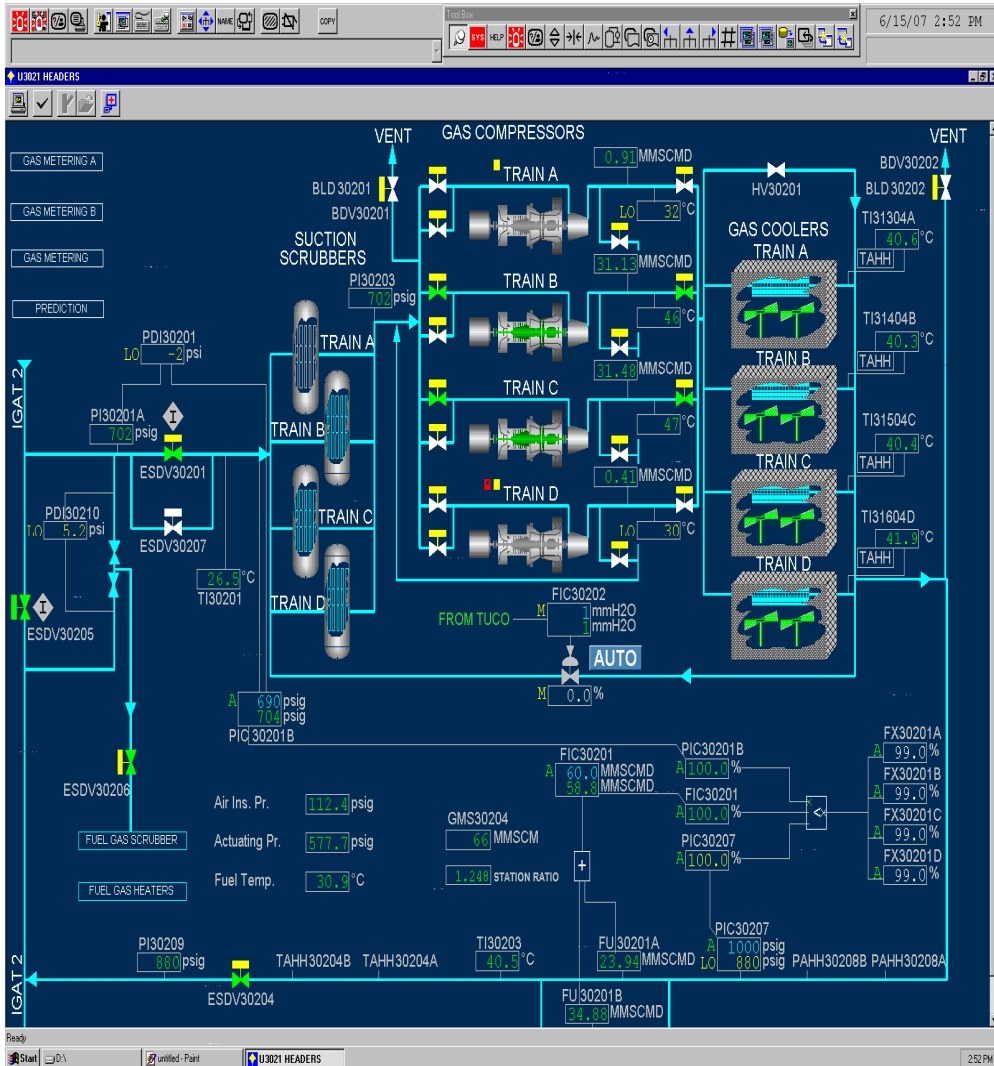 NAME
COPY
Tool Box
SYS
HELP
6/15/07 2:52 PM
U3021 HEADERS
GAS METERING A
GAS METERING B
GAS METERING
PREDICTION
VENT
GAS COMPRESSORS
VENT
BLD 30201
BDV30201
TRAIN A
0.91 MMSCMD
LO 32 °C
HV30201
BDV30202
BLD 30202
SUCTION
SCRUBBERS
GAS COOLERS
TRAIN A
TI31304A
40.6 °C
TAHH
PI30203
702 psig
TRAIN B
31.13 MMSCMD
46 °C
PDI30201
LO -2 psi
TRAIN A
TRAIN B
TI31404B
40.3 °C
TAHH
IGAT 2
PI30201A
702 psig
I
ESDV30201
TRAIN B
TRAIN C
31.48 MMSCMD
47 °C
TRAIN C
TI31504C
40.4 °C
TAHH
PDI30210
LO 5.2 psi
ESDV30207
TRAIN C
TRAIN D
0.41 MMSCMD
LO 30 °C
TRAIN D
TI31604D
41.9 °C
TAHH
26.5 °C
TI30201
I
ESDV30205
TRAIN D
FROM TUCO
FIC30202
M 1 mmH2O
1 mmH2O
AUTO
M 0.0 %
A 690 psig
704 psig
PIC 30201B
ESDV30206
FIC30201
A 60.0 MMSCMD
58.8 MMSCMD
PIC30201B
A 100.0 %
FIC30201
A 100.0 %
PIC30207
A 100.0 %
<
FX30201A
A 99.0 %
FX30201B
A 99.0 %
FX30201C
A 99.0 %
FX30201D
A 99.0 %
Air Ins. Pr. 112.4 psig
Actuating Pr. 577.7 psig
Fuel Temp. 30.9 °C
GMS30204
66 MMSCM
1.248 STATION RATIO
+
FUEL GAS SCRUBBER
FUEL GAS HEATERS
IGAT 2
PI30209
880 psig
ESDV30204
TAHH30204B
TAHH30204A
TI30203
40.5 °C
FU30201A
23.94 MMSCMD
FU30201B
34.88 MMSCMD
PIC30207
A 1000 psig
LO 880 psig
PAHH30208B
PAHH30208A
Ready
Start
D:\
untitled - Paint
U3021 HEADERS
2:52 PM